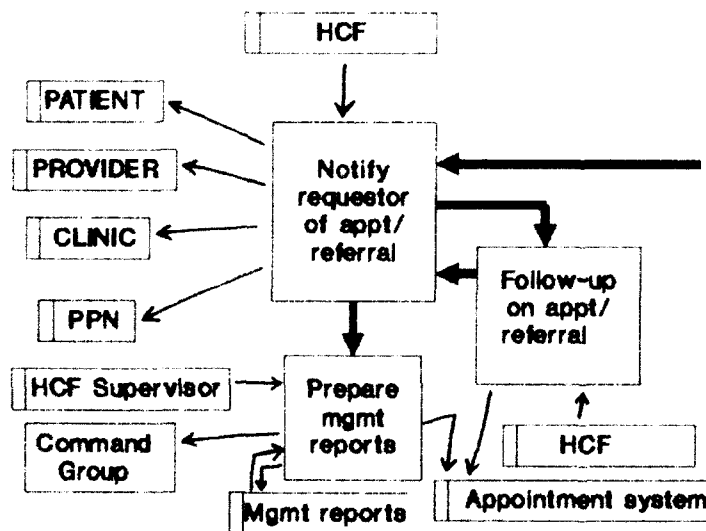 HCF
PATIENT
PROVIDER
CLINIC
PPN
Notify
requestor
of appt/
referral
Follow-up
on appt/
referral
HCF Supervisor
Command
Group
Prepare
mgmt
reports
HCF
Mgmt reports
Appointment system